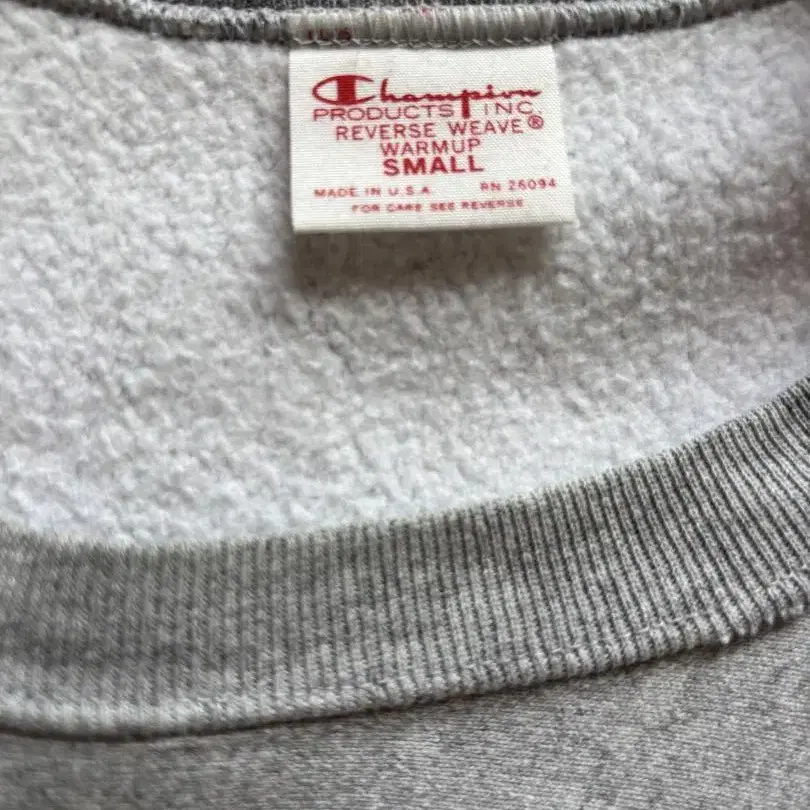 Champion
PRODUCTS INC.
REVERSE WEAVE®
WARMUP
SMALL
MADE IN U.S.A. RN 26094
FOR CARE SEE REVERSE